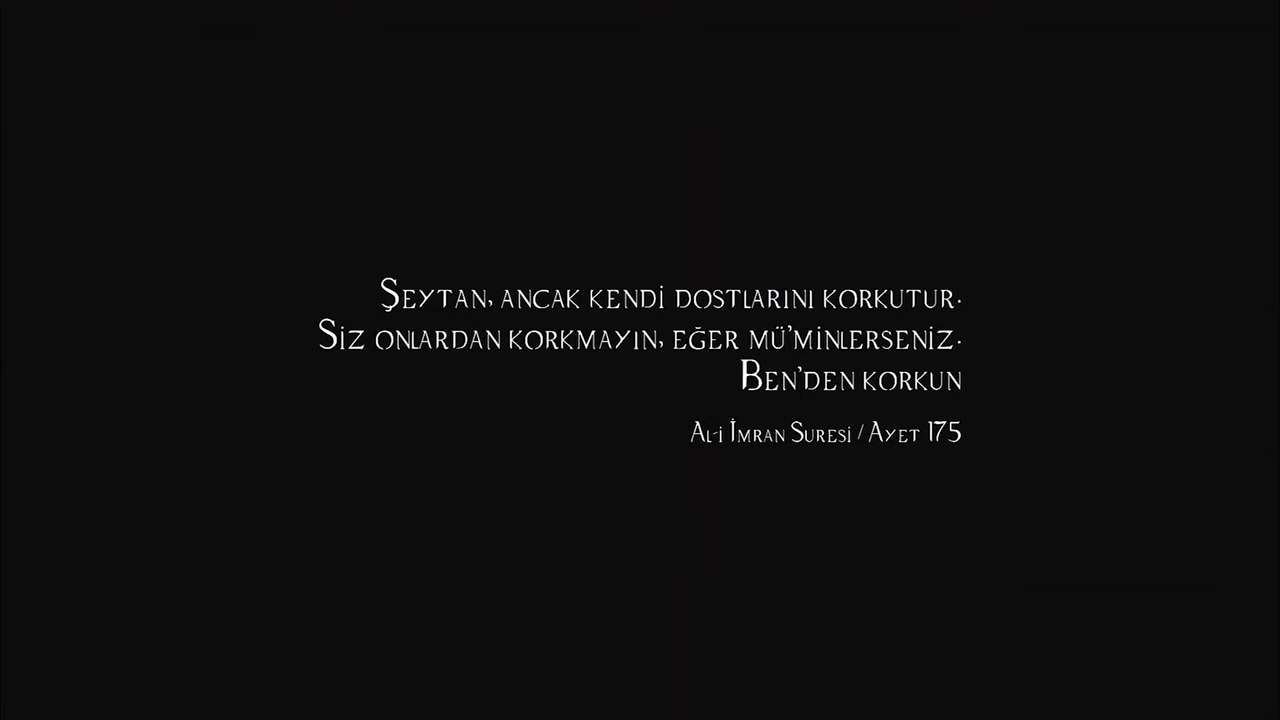 Şeytan, ancak kendi dostlarını korkutur.
Siz onlardan korkmayın, eğer mü'minlerseniz.
Ben'den korkun
Al-i İmran Suresi / Ayet 175